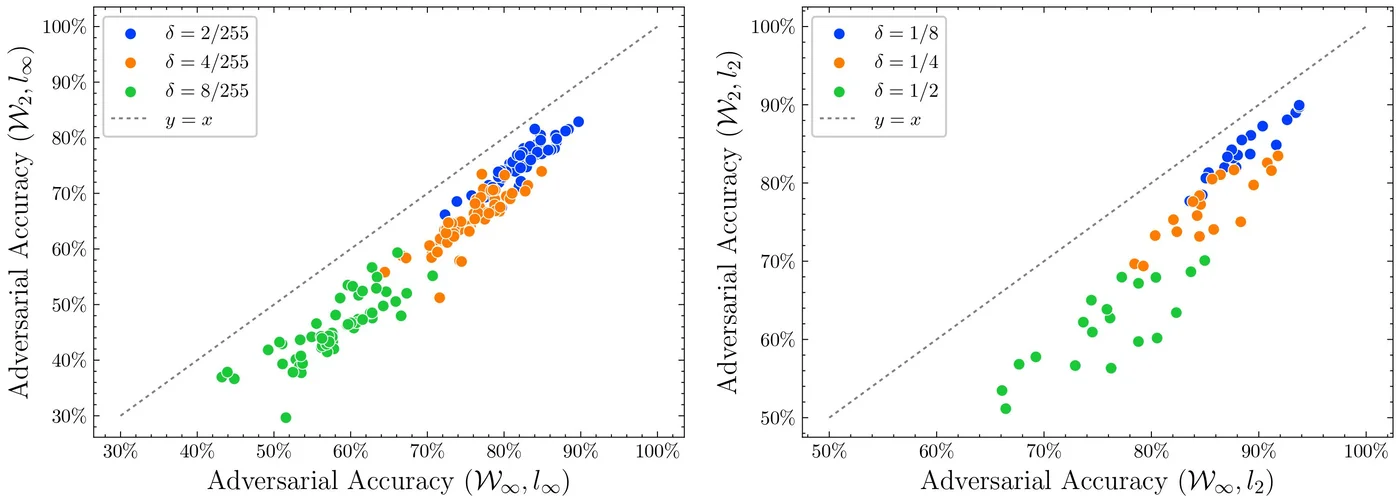 100%
90%
80%
70%
60%
50%
40%
30%
30%
40%
50%
60%
70%
80%
90%
100%
Adversarial Accuracy (𝒲₂, l∞)
Adversarial Accuracy (𝒲∞, l∞)
δ = 2/255
δ = 4/255
δ = 8/255
y = x
100%
90%
80%
70%
60%
50%
50%
60%
70%
80%
90%
100%
Adversarial Accuracy (𝒲₂, l₂)
Adversarial Accuracy (𝒲∞, l₂)
δ = 1/8
δ = 1/4
δ = 1/2
y = x